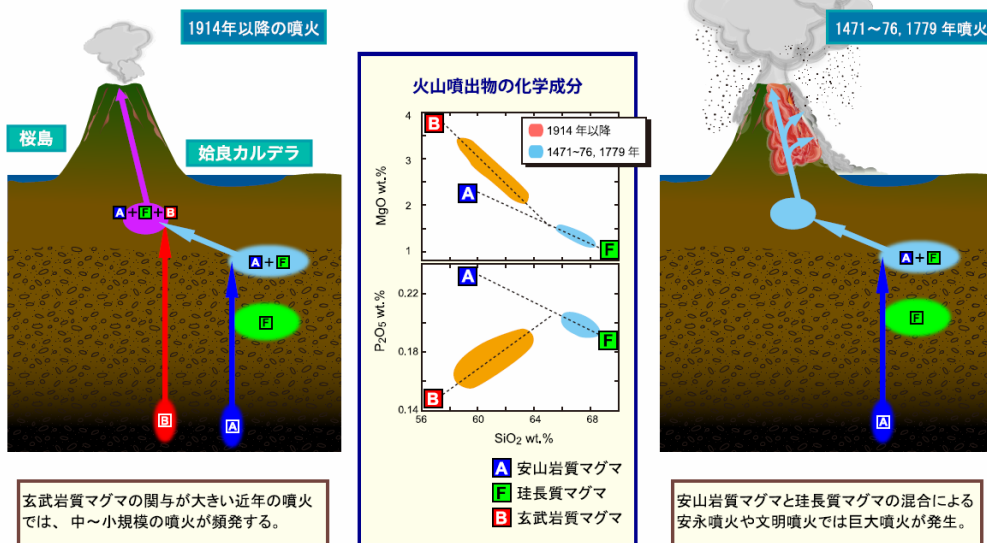 1914年以降の噴火
桜島
姶良カルデラ
A+F+B
A+F
F
B
A
玄武岩質マグマの関与が大きい近年の噴火
では、中〜小規模の噴火が頻発する。
火山噴出物の化学成分
1914 年以降
1471~76, 1779 年
MgO wt.%
4
3
2
1
B
A
F
P₂O₅ wt.%
0.22
0.18
0.14
A
F
B
56
60
64
68
SiO₂ wt.%
A 安山岩質マグマ
F 珪長質マグマ
B 玄武岩質マグマ
1471〜76, 1779 年噴火
A+F
F
A
安山岩質マグマと珪長質マグマの混合による
安永噴火や文明噴火では巨大噴火が発生。